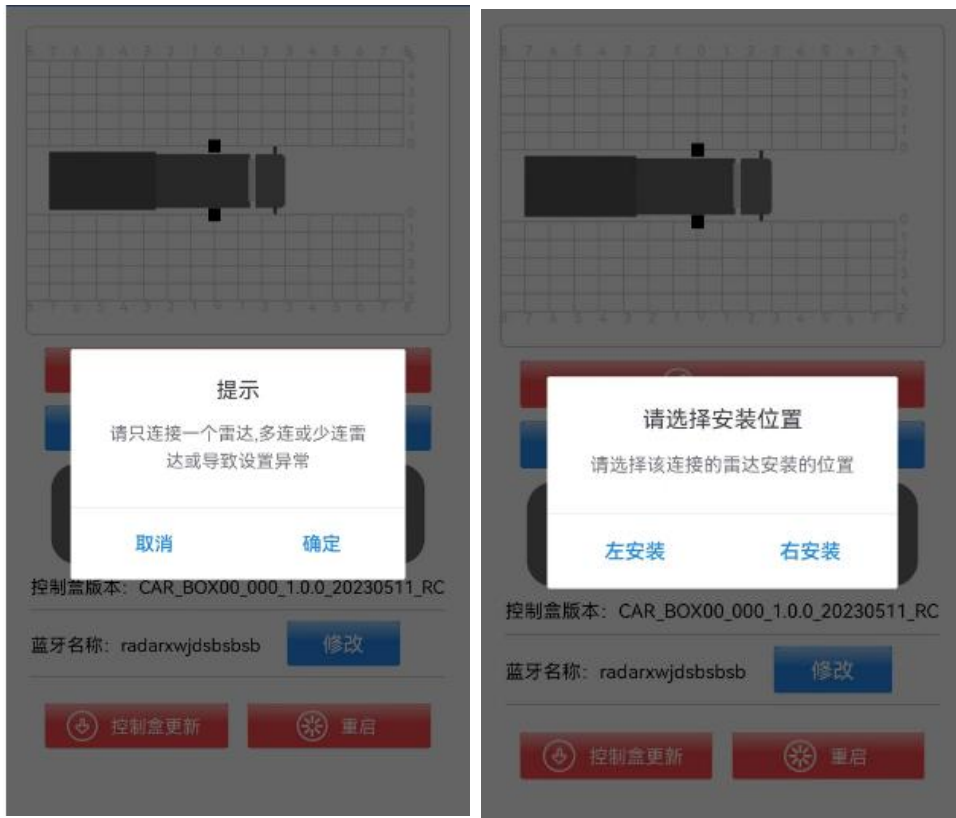 提示
请只连接一个雷达,多连或少连雷
达或导致设置异常
取消
确定
控制盒版本：CAR_BOX00_000_1.0.0_20230511_RC
蓝牙名称：radarxwjdsbsbsb
修改
控制盒更新
重启
请选择安装位置
请选择该连接的雷达安装的位置
左安装
右安装
控制盒版本：CAR_BOX00_000_1.0.0_20230511_RC
蓝牙名称：radarxwjdsbsbsb
修改
控制盒更新
重启